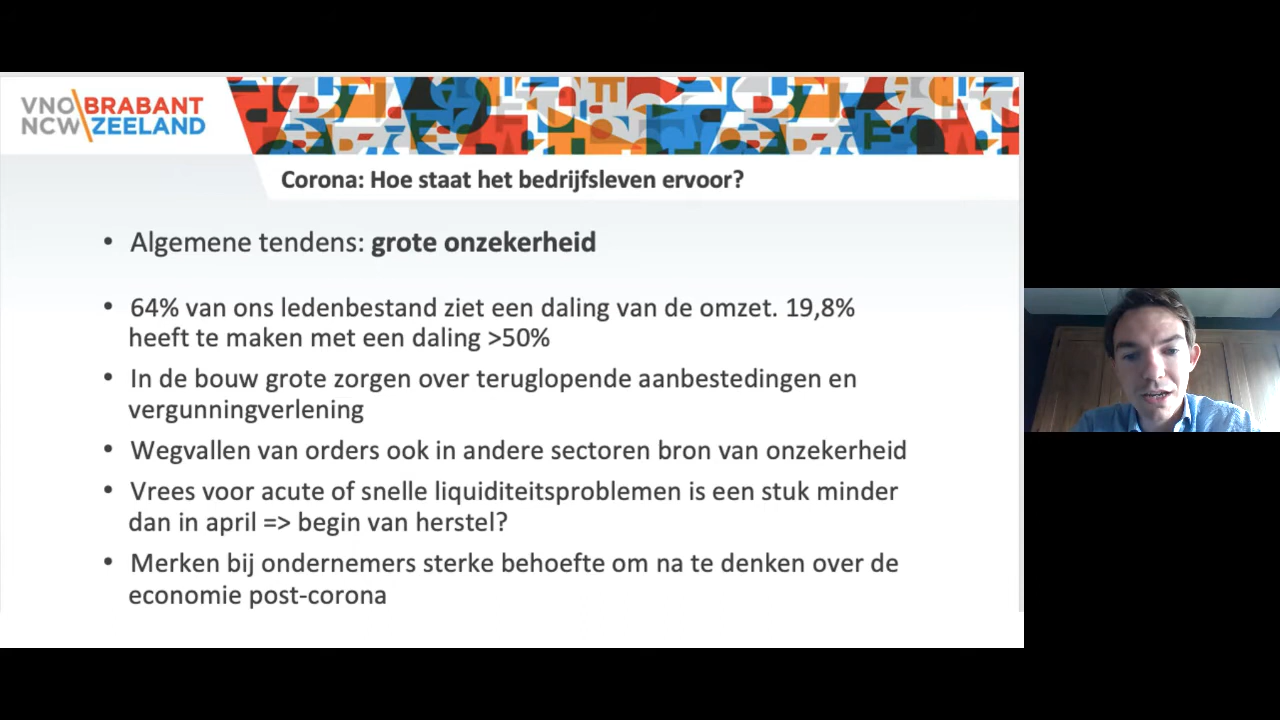 VNO BRABANT
NCW ZEELAND
Corona: Hoe staat het bedrijfsleven ervoor?
• Algemene tendens: grote onzekerheid
• 64% van ons ledenbestand ziet een daling van de omzet. 19,8%
heeft te maken met een daling >50%
• In de bouw grote zorgen over teruglopende aanbestedingen en
vergunningverlening
• Wegvallen van orders ook in andere sectoren bron van onzekerheid
• Vrees voor acute of snelle liquiditeitsproblemen is een stuk minder
dan in april => begin van herstel?
• Merken bij ondernemers sterke behoefte om na te denken over de
economie post-corona